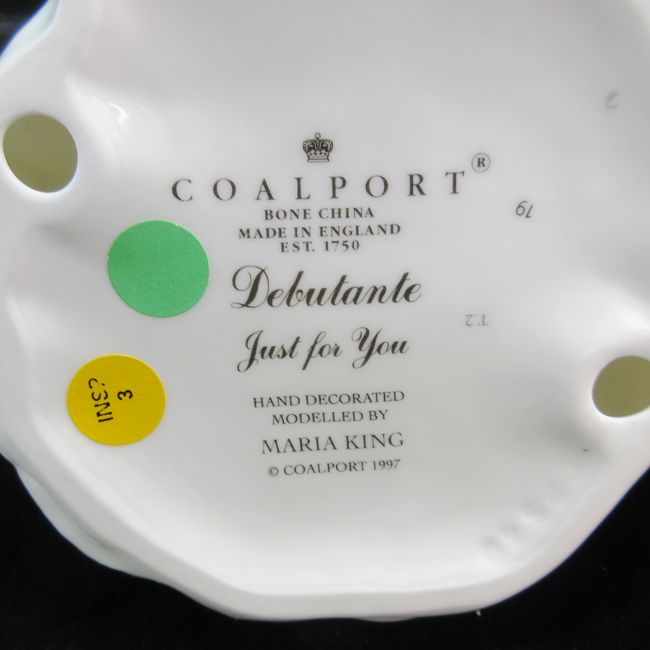 COALPORT®
BONE CHINA
MADE IN ENGLAND
EST. 1750
Debutante
Just for You
HAND DECORATED
MODELLED BY
MARIA KING
© COALPORT 1997
INSP
3